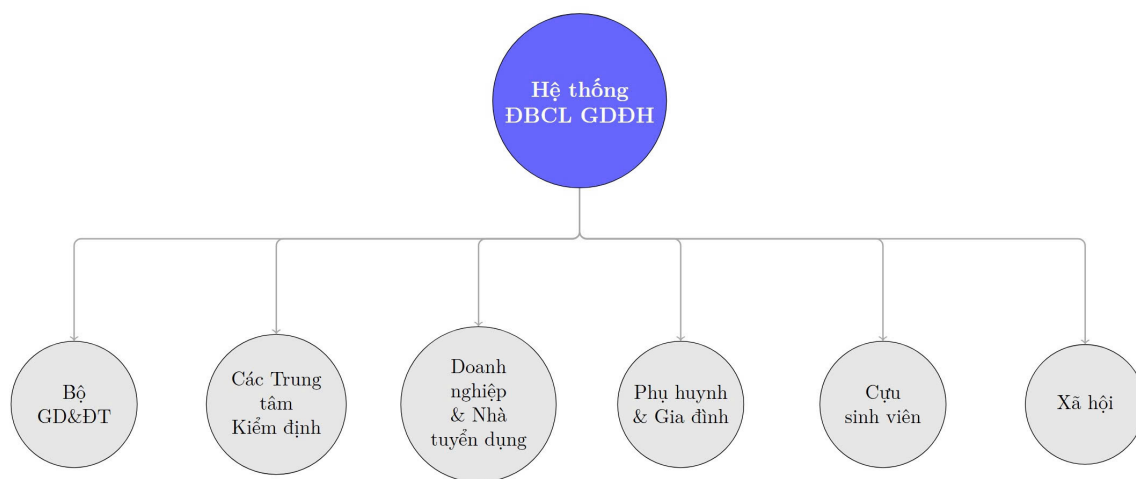 Hệ thống
ĐBCL GDĐH
Bộ
GD&ĐT
Các Trung
tâm
Kiểm định
Doanh
nghiệp
& Nhà
tuyển dụng
Phụ huynh
& Gia đình
Cựu
sinh viên
Xã hội